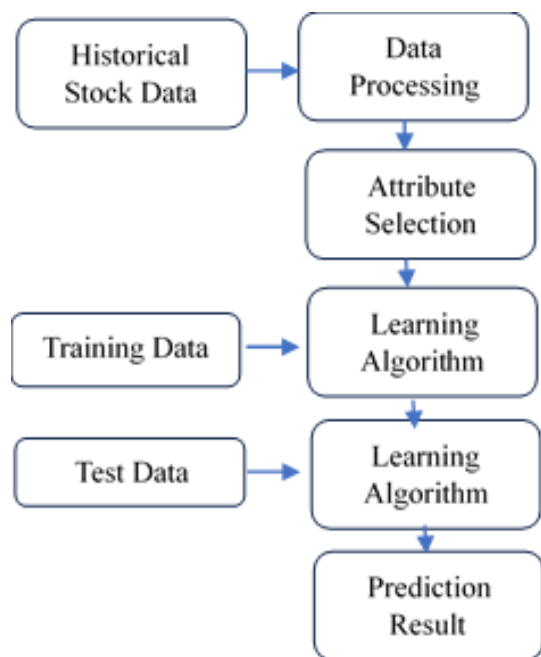 Historical
Stock Data
Data
Processing
Attribute
Selection
Training Data
Learning
Algorithm
Test Data
Learning
Algorithm
Prediction
Result